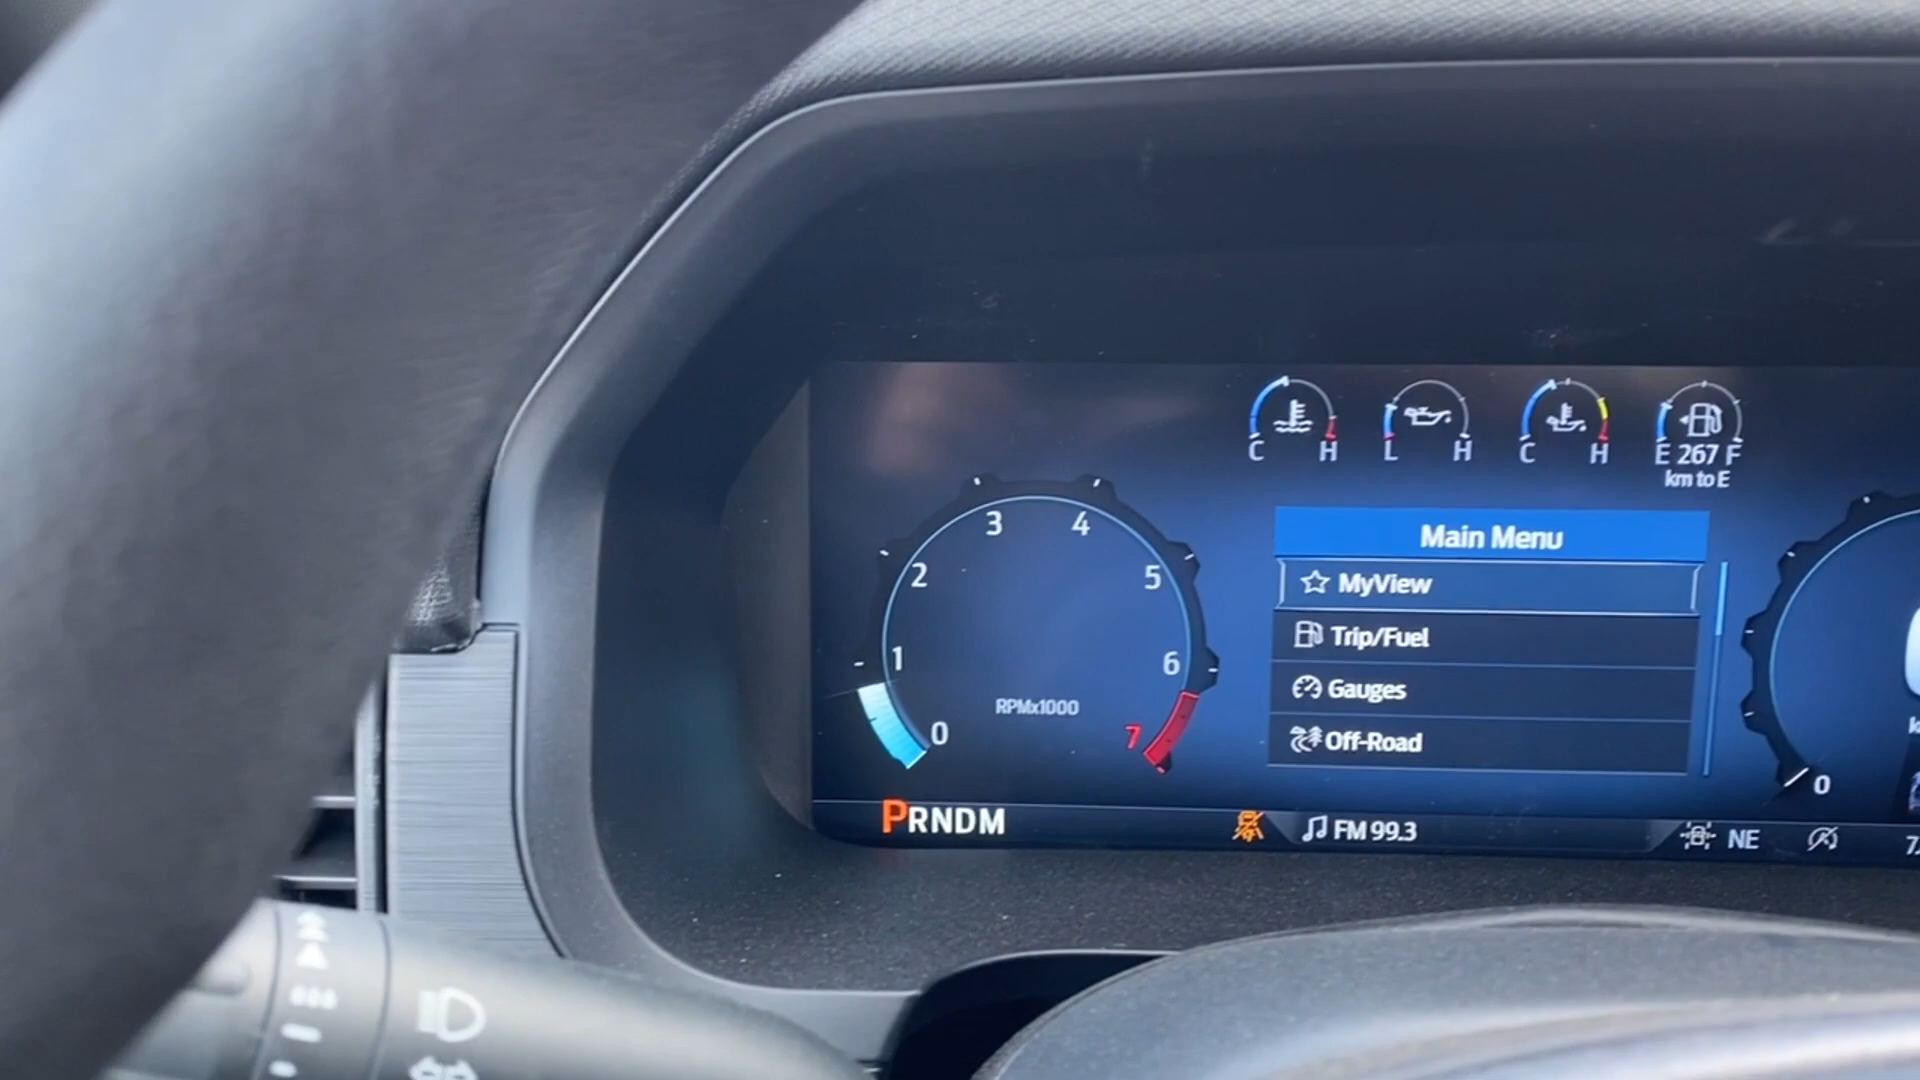 C H L H C H E 267 F
km to E
3 4
2 5
1 6
RPMx1000
0 7
Main Menu
MyView
Trip/Fuel
Gauges
Off-Road
0
PRNDM
FM 99.3
NE